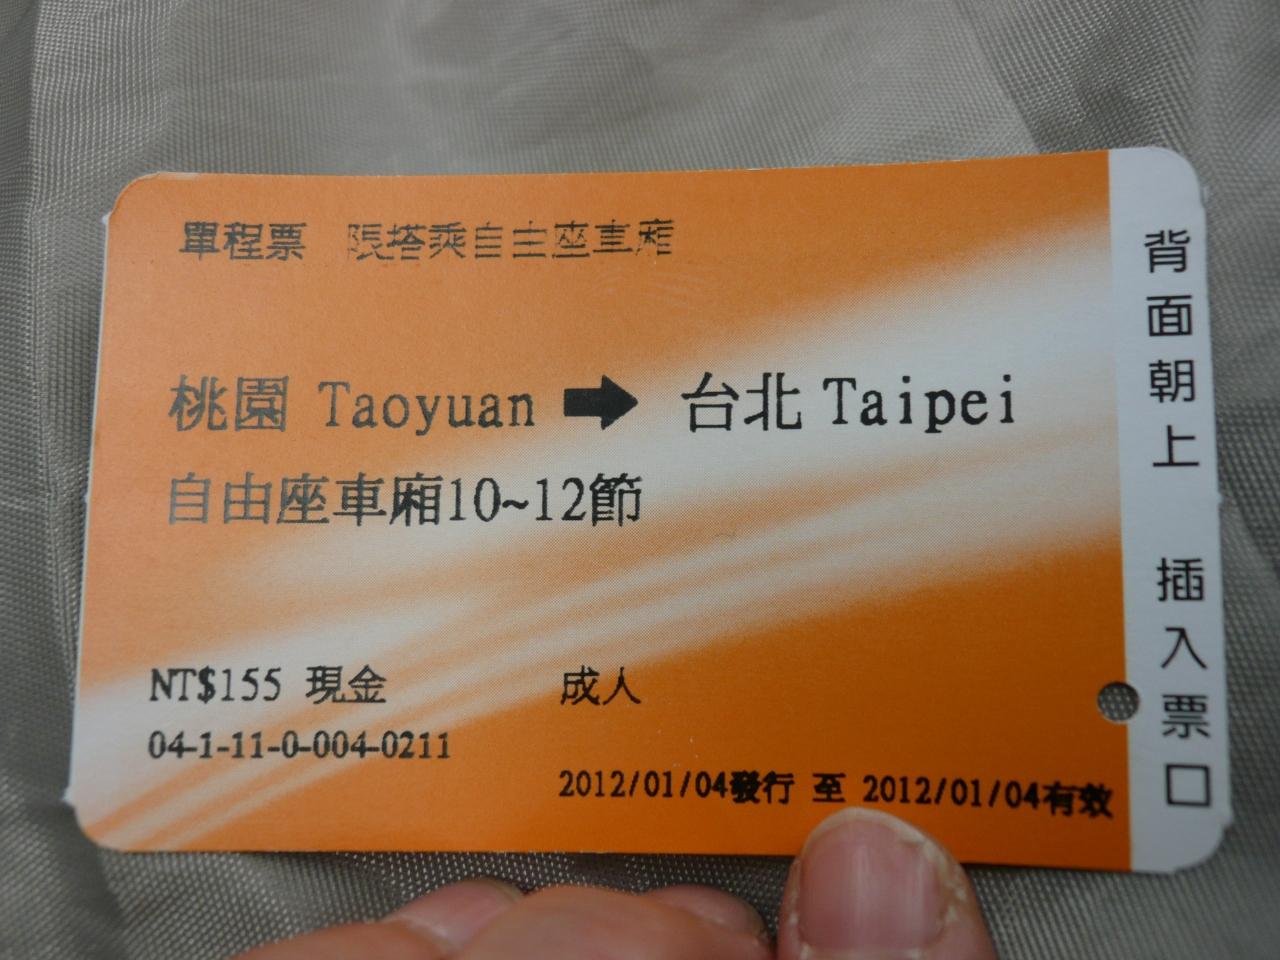 單程票 限搭乘自由座車廂
桃園 Taoyuan ➡ 台北 Taipei
自由座車廂10~12節
NT$155 現金 成人
04-1-11-0-004-0211
2012/01/04發行 至 2012/01/04有效
背面朝上 插入票口